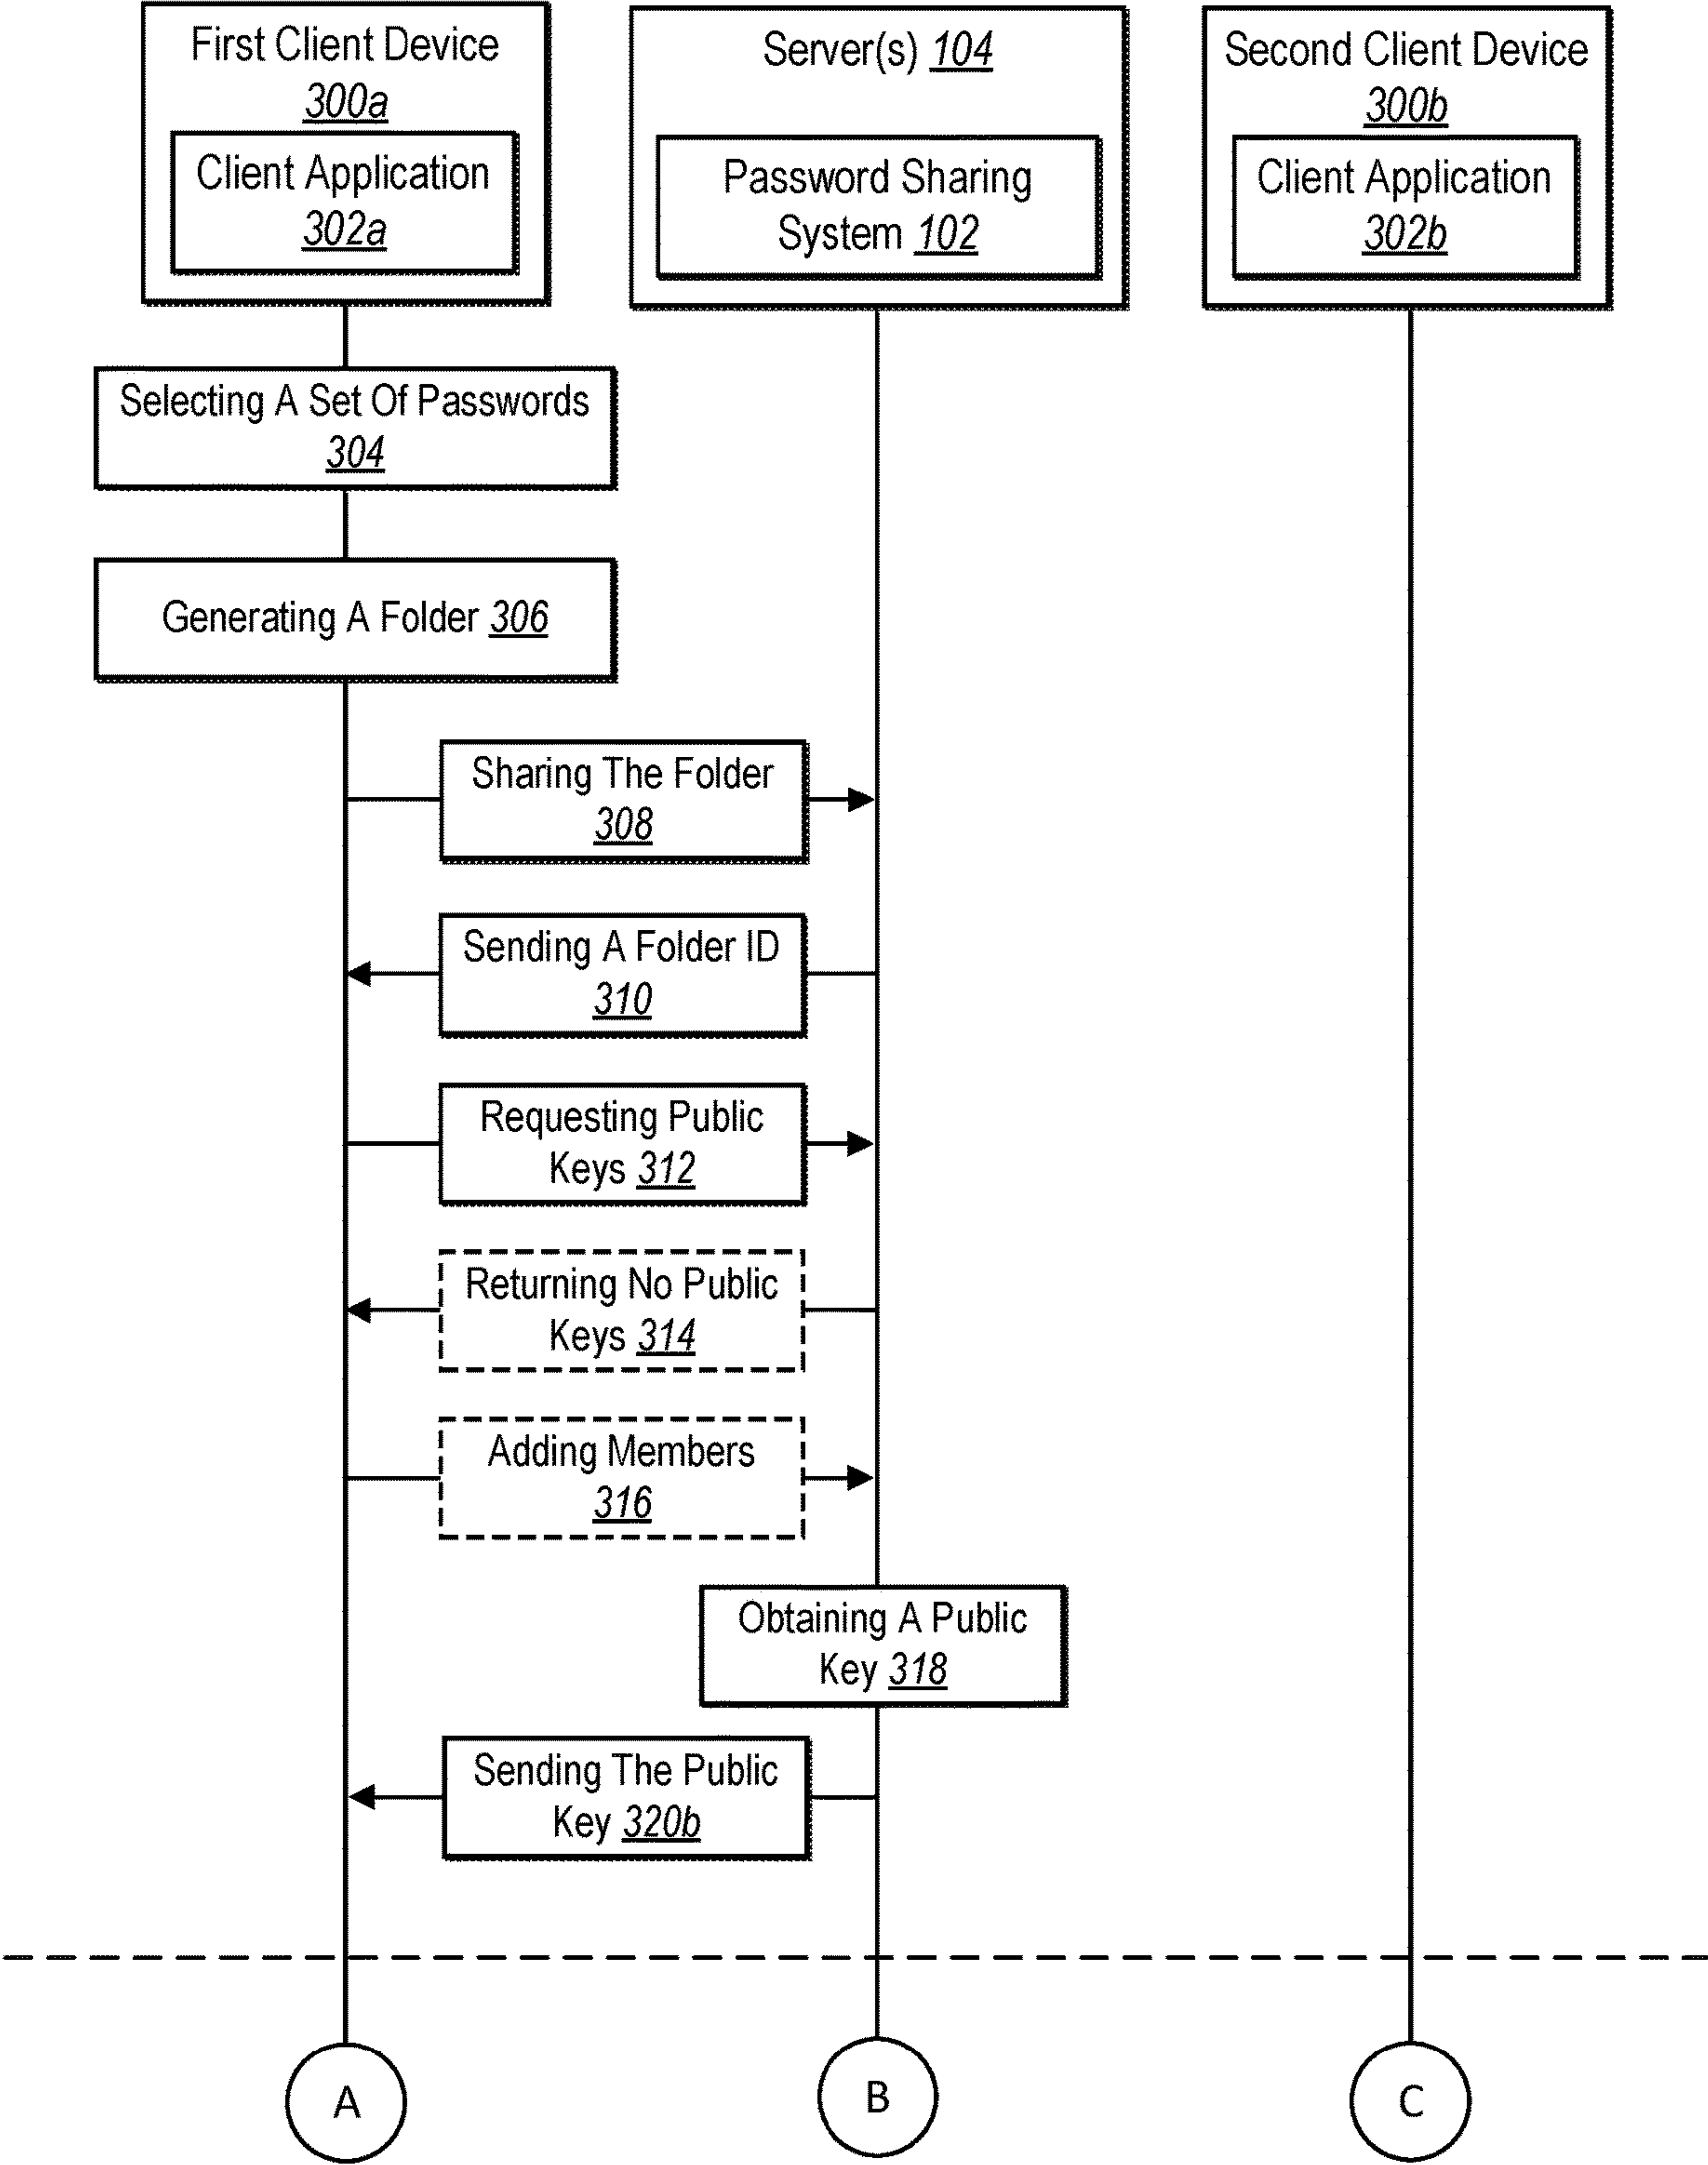 First Client Device
300a
Client Application
302a
Server(s) 104
Password Sharing
System 102
Second Client Device
300b
Client Application
302b
Selecting A Set Of Passwords
304
Generating A Folder 306
Sharing The Folder
308
Sending A Folder ID
310
Requesting Public
Keys 312
Returning No Public
Keys 314
Adding Members
316
Obtaining A Public
Key 318
Sending The Public
Key 320b
A
B
C